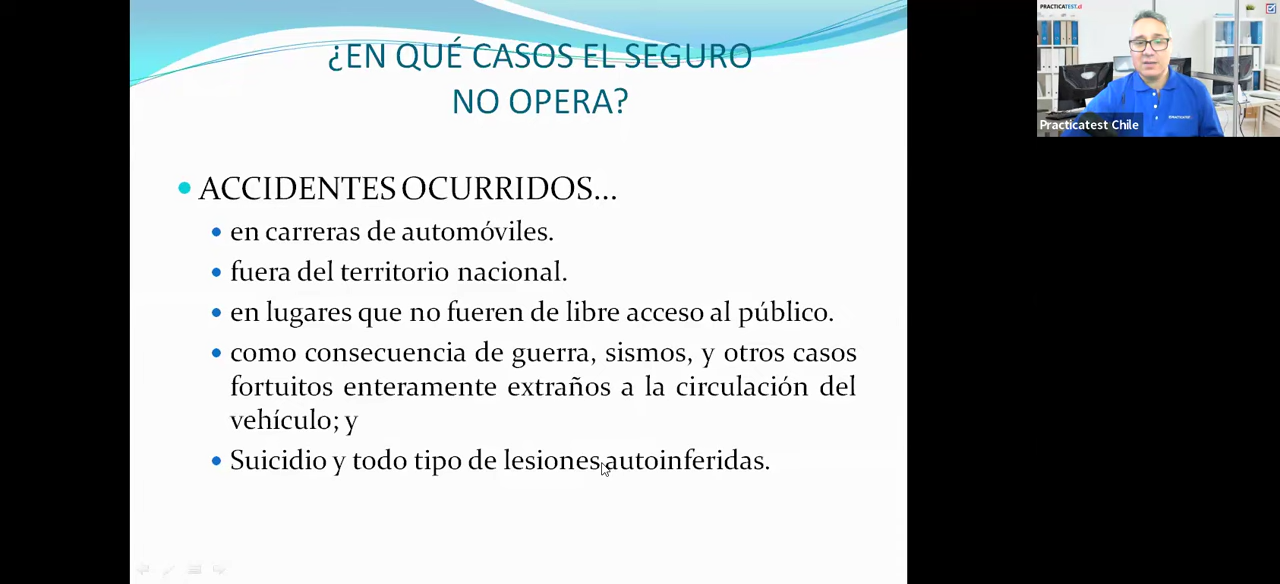 ¿EN QUÉ CASOS EL SEGURO
NO OPERA?
ACCIDENTES OCURRIDOS...
en carreras de automóviles.
fuera del territorio nacional.
en lugares que no fueren de libre acceso al público.
como consecuencia de guerra, sismos, y otros casos
fortuitos enteramente extraños a la circulación del
vehículo; y
Suicidio y todo tipo de lesiones autoinferidas.
PRACTICATEST.cl
Practicatest Chile